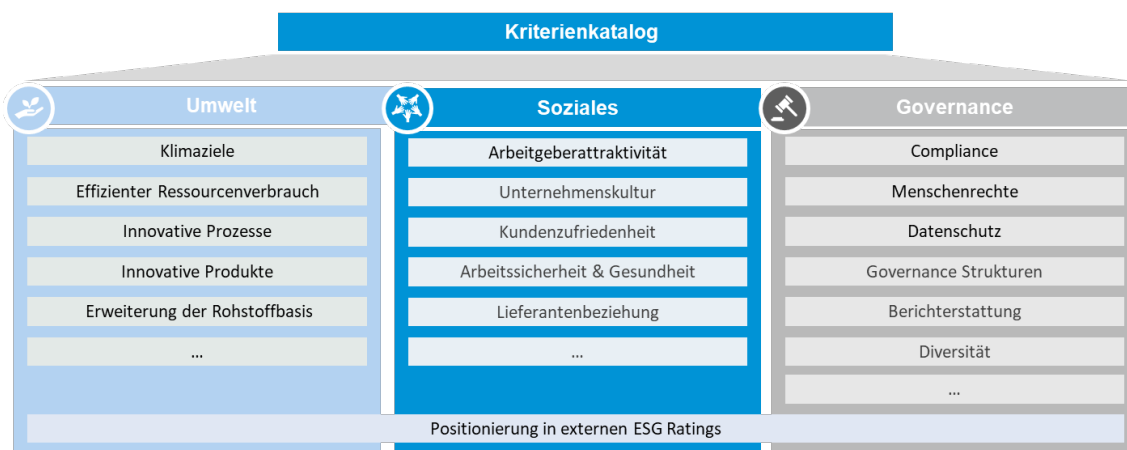 Kriterienkatalog
Umwelt
Klimaziele
Effizienter Ressourcenverbrauch
Innovative Prozesse
Innovative Produkte
Erweiterung der Rohstoffbasis
...
Soziales
Arbeitgeberattraktivität
Unternehmenskultur
Kundenzufriedenheit
Arbeitssicherheit & Gesundheit
Lieferantenbeziehung
...
Governance
Compliance
Menschenrechte
Datenschutz
Governance Strukturen
Berichterstattung
Diversität
...
Positionierung in externen ESG Ratings